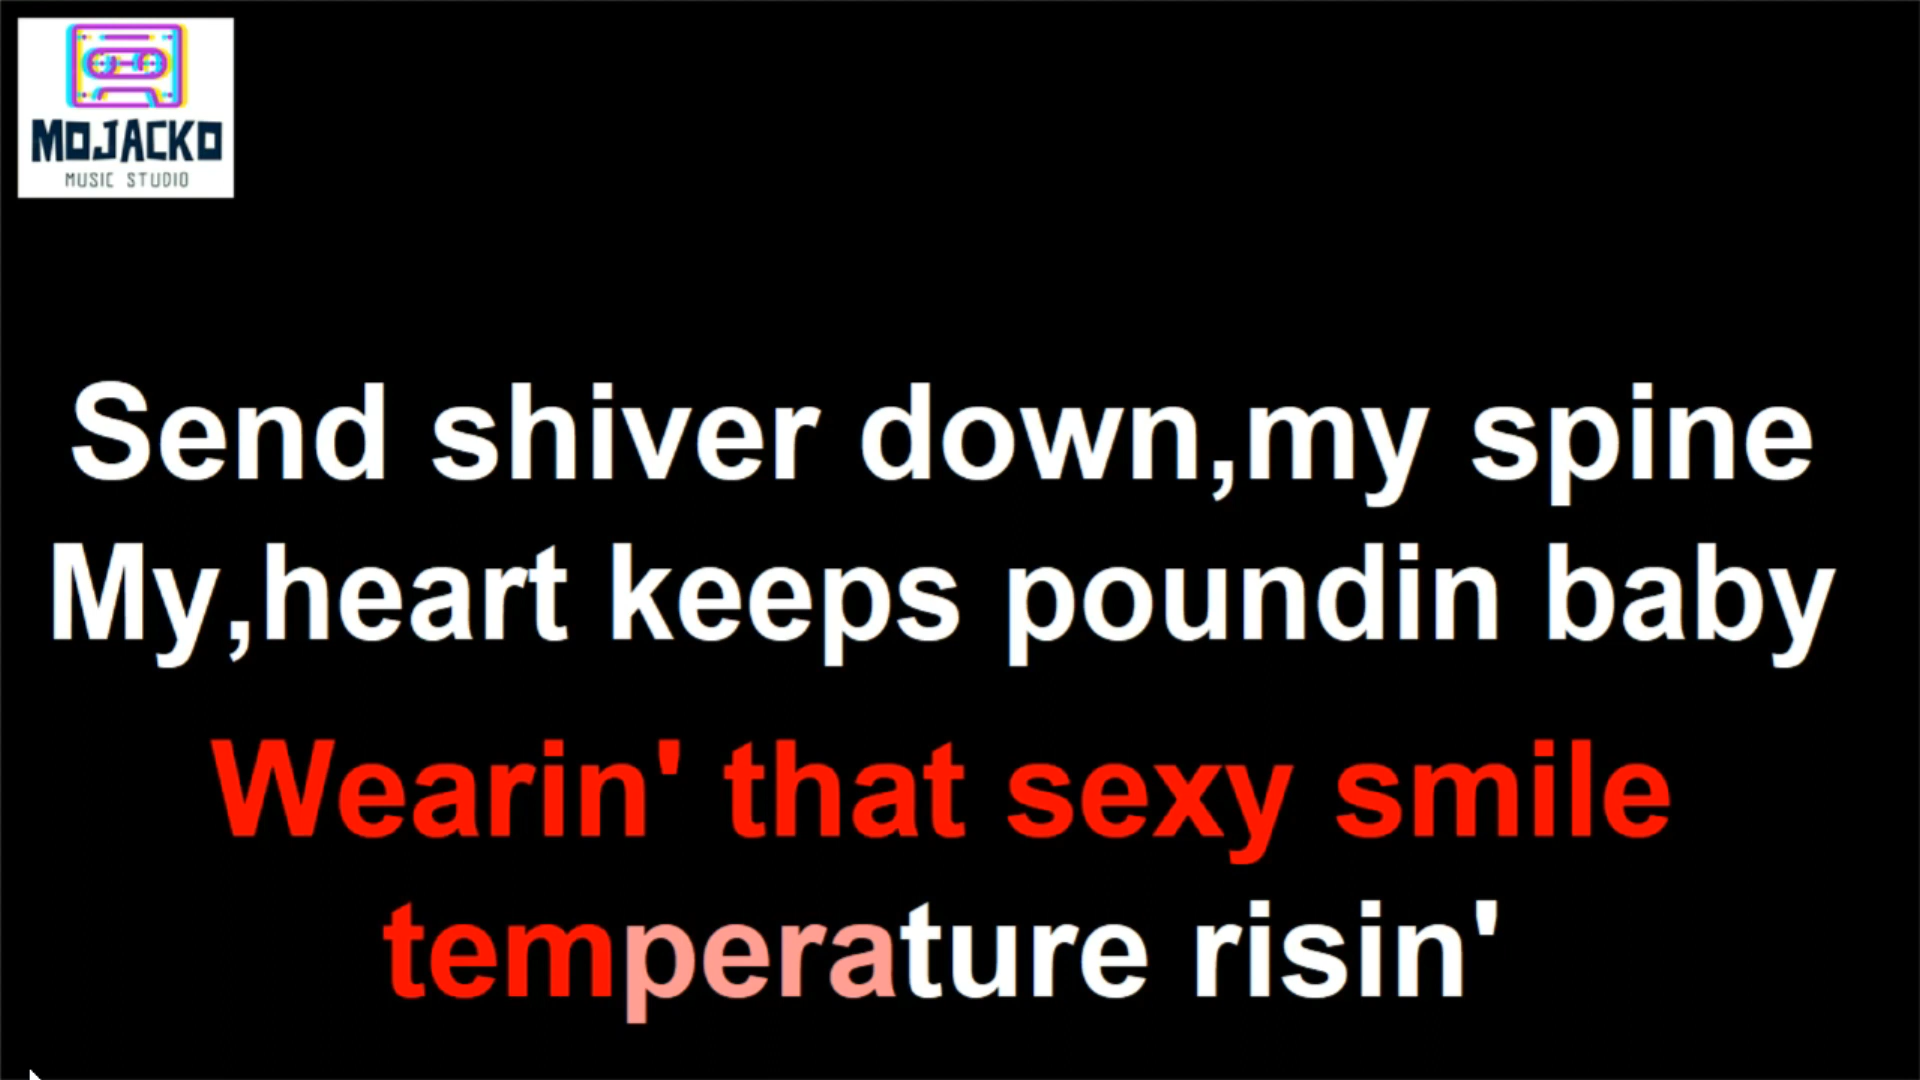 MOJACKO
MUSIC STUDIO
Send shiver down,my spine
My,heart keeps poundin baby
Wearin' that sexy smile
temperature risin'